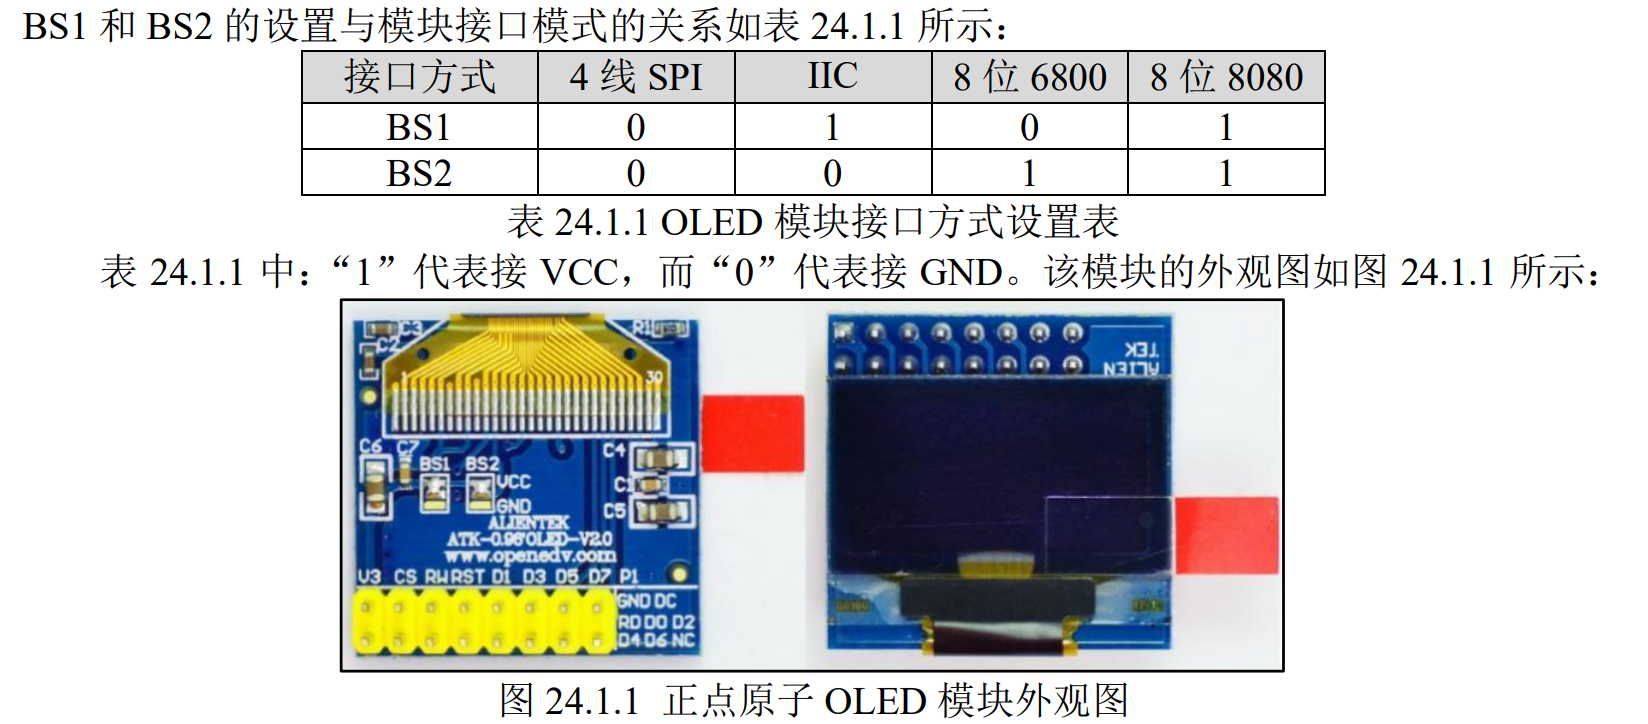 BS1 和 BS2 的设置与模块接口模式的关系如表 24.1.1 所示：
接口方式 4 线 SPI IIC 8 位 6800 8 位 8080
BS1 0 1 0 1
BS2 0 0 1 1
表 24.1.1 OLED 模块接口方式设置表
表 24.1.1 中：“1”代表接 VCC，而“0”代表接 GND。该模块的外观图如图 24.1.1 所示：
C3
R1
C2
1 30
C6 C7
BS1 BS2
VCC
GND
C4
C1
C5
ALIENTEK
ATK-0.96'OLED-V2.0
www.openedv.com
V3 CS RW RST D1 D3 D5 D7 P1
GND DC
RD D0 D2
D4 D6 NC
ALIEN
TEK
图 24.1.1 正点原子 OLED 模块外观图